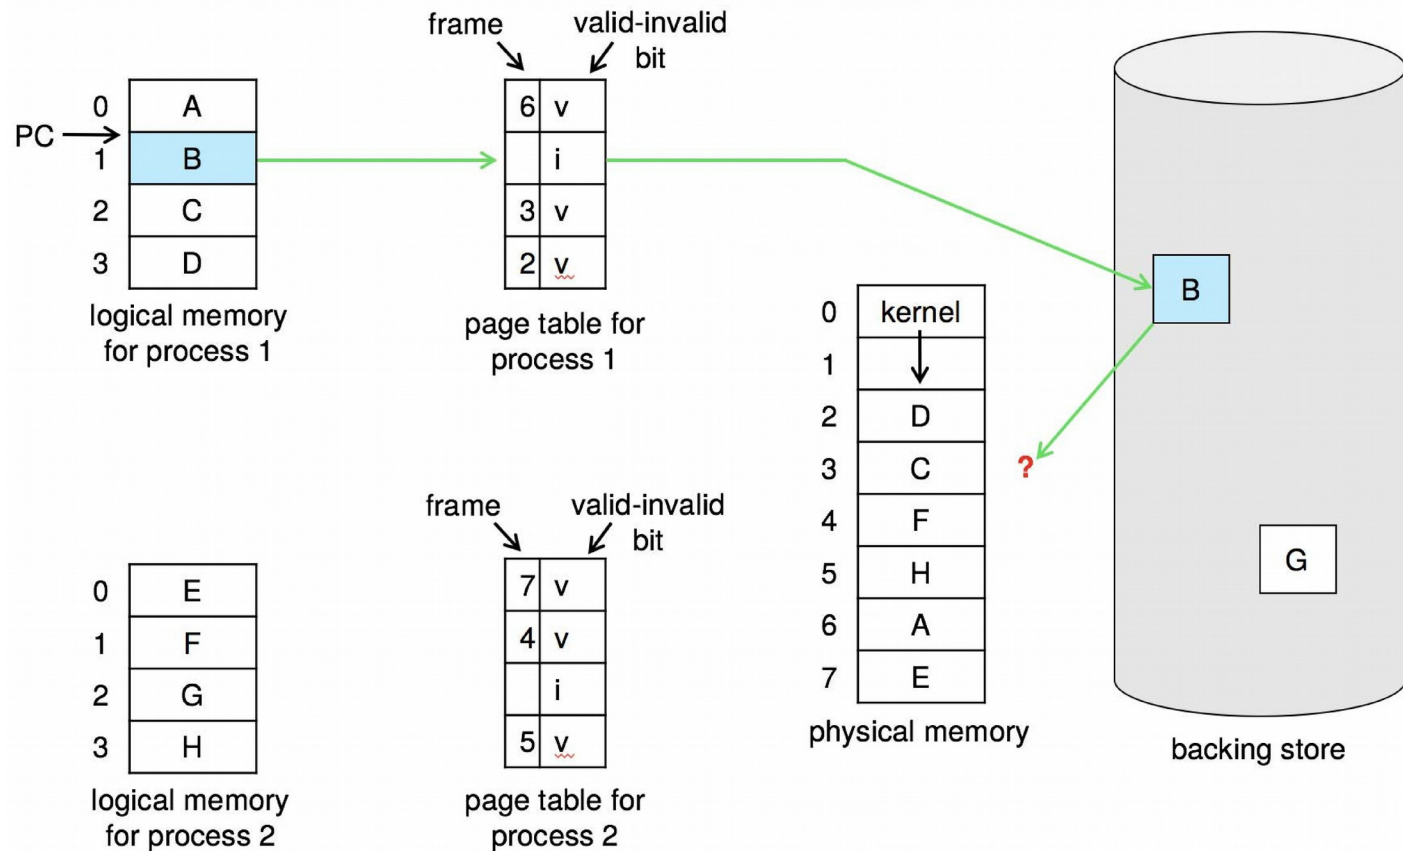 frame
valid-invalid
bit
0 A
PC
1 B
2 C
3 D
logical memory
for process 1
6 v
i
3 v
2 v
page table for
process 1
0 kernel
1
2 D
3 C
4 F
5 H
6 A
7 E
physical memory
?
B
G
backing store
0 E
1 F
2 G
3 H
logical memory
for process 2
frame
valid-invalid
bit
7 v
4 v
i
5 v
page table for
process 2